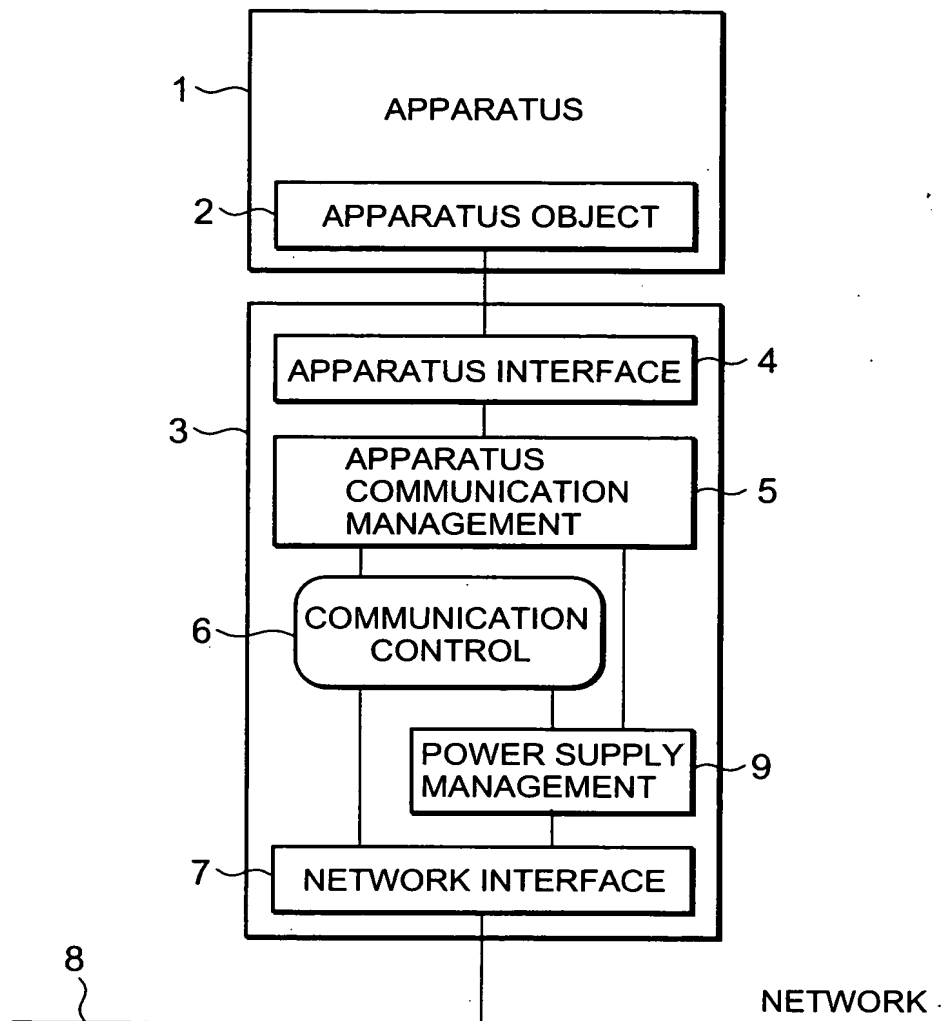 1
APPARATUS
2
APPARATUS OBJECT
APPARATUS INTERFACE
4
3
APPARATUS
COMMUNICATION
MANAGEMENT
5
6
COMMUNICATION
CONTROL
POWER SUPPLY
MANAGEMENT
9
7
NETWORK INTERFACE
8
NETWORK